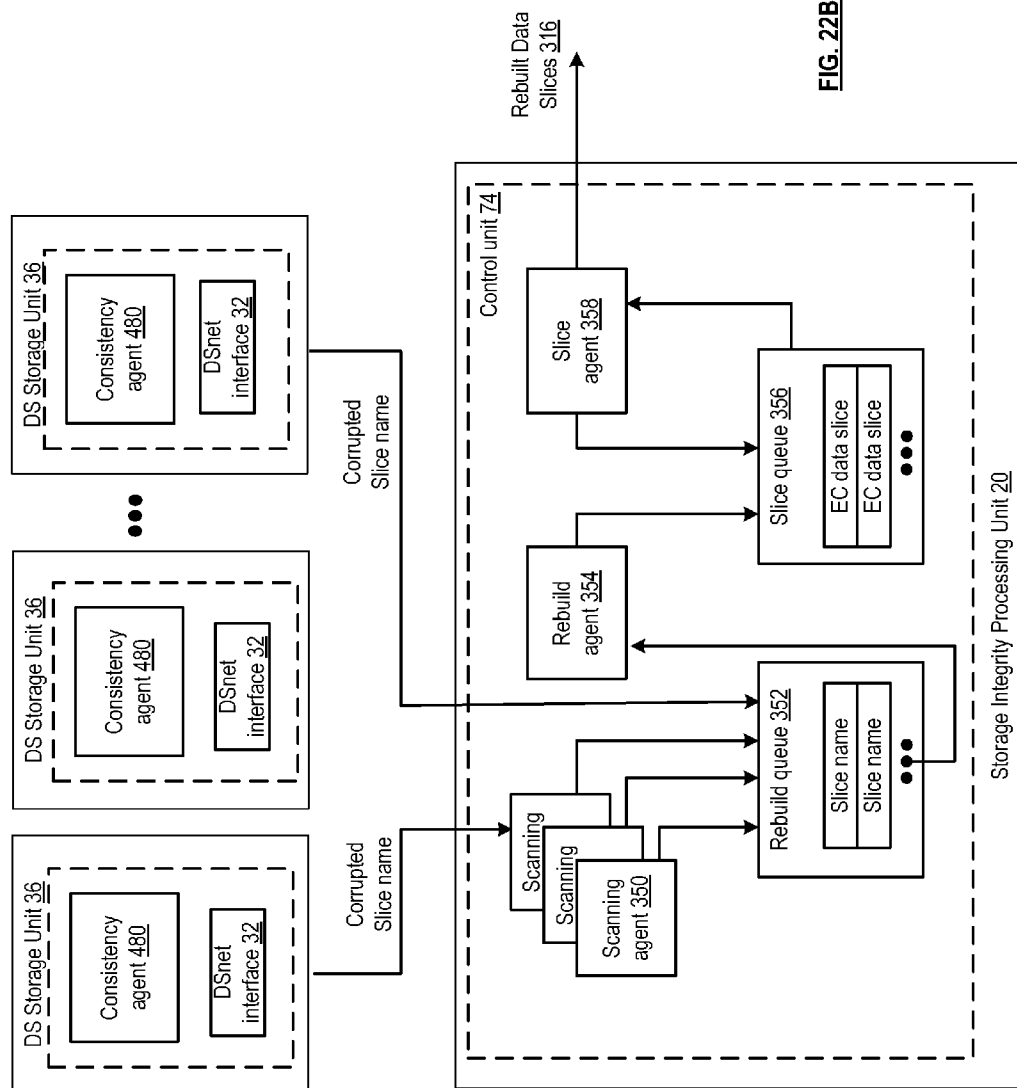 DS Storage Unit 36
Consistency
agent 480
DSnet
interface 32
DS Storage Unit 36
Consistency
agent 480
DSnet
interface 32
DS Storage Unit 36
Consistency
agent 480
DSnet
interface 32
Corrupted
Slice name
Corrupted
Slice name
Control unit 74
Scanning
Scanning
Scanning
agent 350
Rebuild queue 352
Slice name
Slice name
Rebuild
agent 354
Slice queue 356
EC data slice
EC data slice
Slice
agent 358
Rebuilt Data
Slices 316
Storage Integrity Processing Unit 20
FIG. 22B